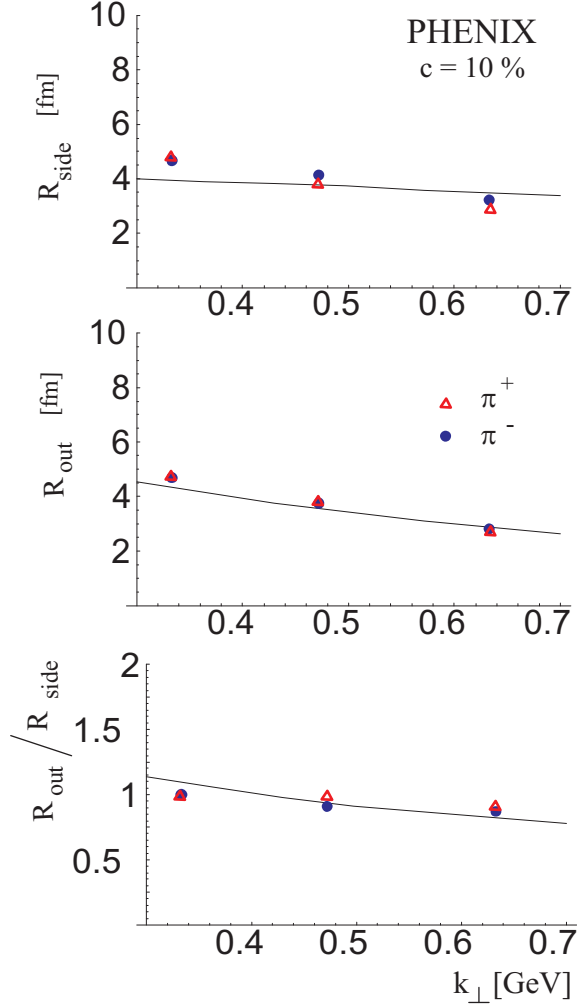 PHENIX
c = 10 %
R_side [fm]
10
8
6
4
2
0.4 0.5 0.6 0.7
R_out [fm]
10
8
6
4
2
π^+
π^-
0.4 0.5 0.6 0.7
R_out / R_side
2
1.5
1
0.5
0.4 0.5 0.6 0.7
k_⊥ [GeV]